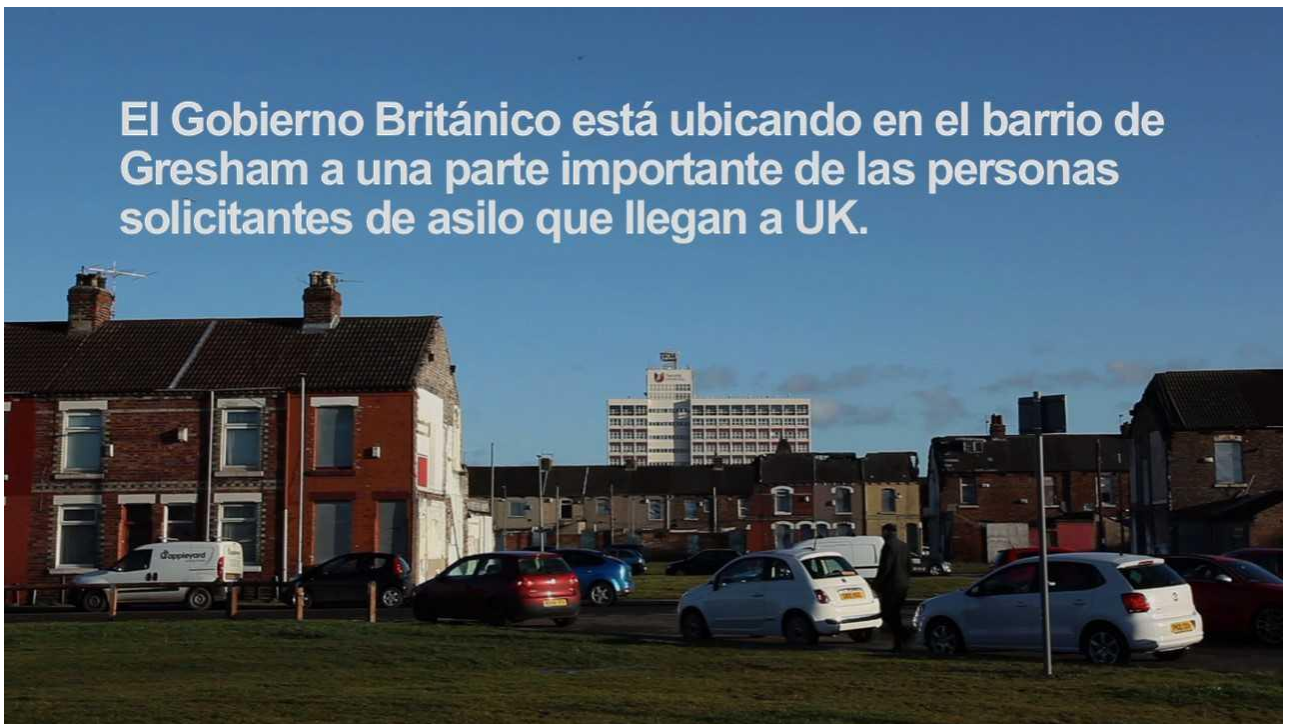 El Gobierno Británico está ubicando en el barrio de
Gresham a una parte importante de las personas
solicitantes de asilo que llegan a UK.
appleyard